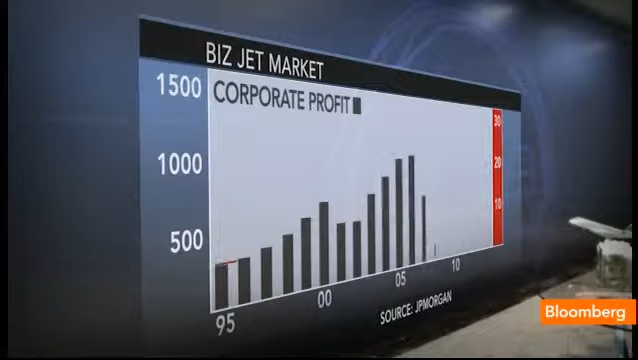 BIZ JET MARKET
CORPORATE PROFIT
1500
1000
500
30
20
10
95
00
05
10
SOURCE: JPMORGAN
Bloomberg